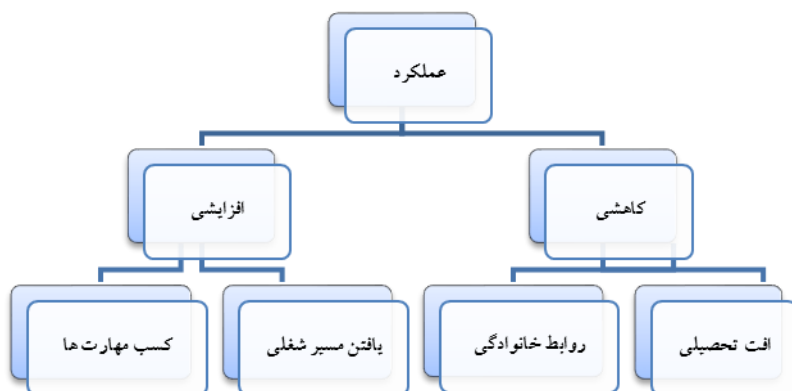 عملکرد
کاهشی
افزایشی
افت تحصیلی
روابط خانوادگی
یافتن مسیر شغلی
کسب مهارت ها